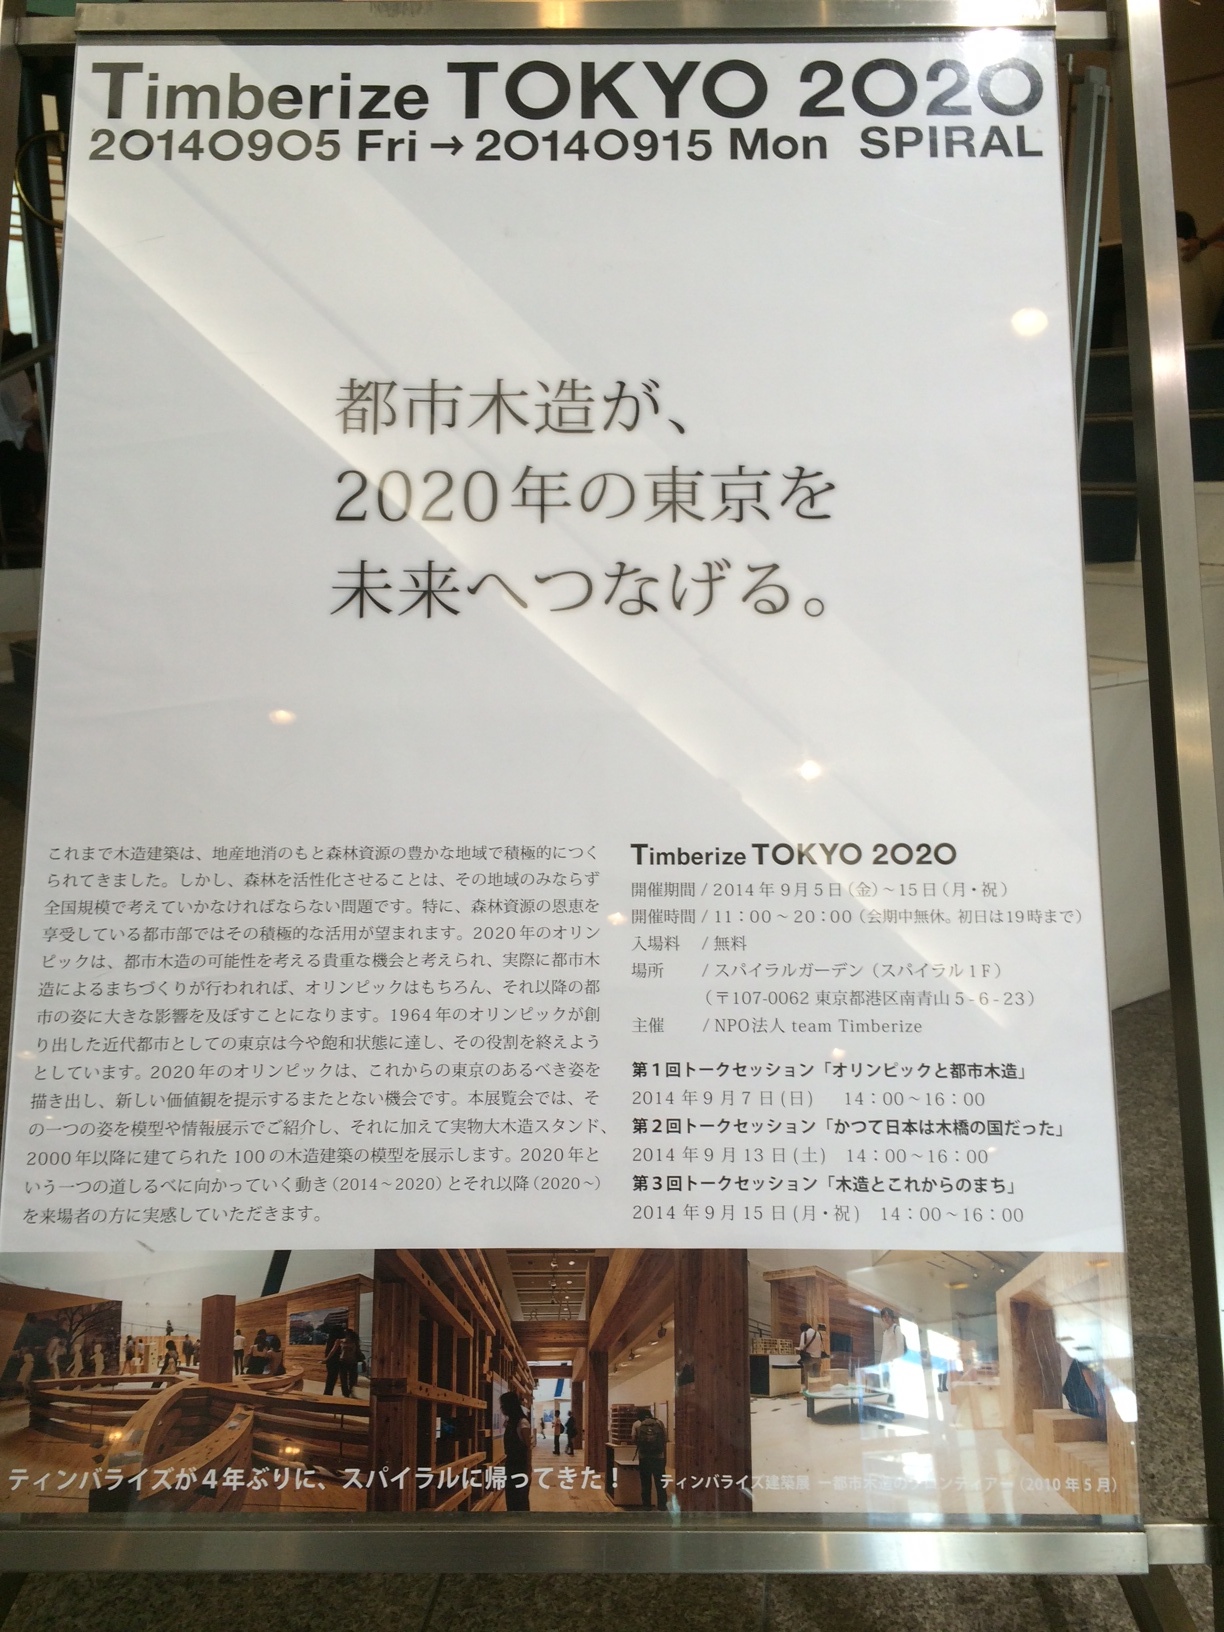 Timberize TOKYO 2020
20140905 Fri → 20140915 Mon SPIRAL
都市木造が、
2020年の東京を
未来へつなげる。
これまで木造建築は、地産地消のもと森林資源の豊かな地域で積極的につく
られてきました。しかし、森林を活性化させることは、その地域のみならず
全国規模で考えていかなければならない問題です。特に、森林資源の恩恵を
享受している都市部ではその積極的な活用が望まれます。2020年のオリン
ピックは、都市木造の可能性を考える貴重な機会と考えられ、実際に都市木
造によるまちづくりが行われれば、オリンピックはもちろん、それ以降の都
市の姿に大きな影響を及ぼすことになります。1964年のオリンピックが創
り出した近代都市としての東京は今や飽和状態に達し、その役割を終えよう
としています。2020年のオリンピックは、これからの東京のあるべき姿を
描き出し、新しい価値観を提示するまたとない機会です。本展覧会では、そ
の一つの姿を模型や情報展示でご紹介し、それに加えて実物大木造スタンド、
2000年以降に建てられた100の木造建築の模型を展示します。2020年と
いう一つの道しるべに向かっていく動き（2014～2020）とそれ以降（2020～）
を来場者の方に実感していただきます。
Timberize TOKYO 2020
開催期間 / 2014年9月5日（金）～15日（月・祝）
開催時間 / 11：00～20：00（会期中無休。初日は19時まで）
入場料 / 無料
場所 / スパイラルガーデン（スパイラル1F）
（〒107-0062 東京都港区南青山5-6-23）
主催 / NPO法人 team Timberize
第1回トークセッション「オリンピックと都市木造」
2014年9月7日(日) 14：00～16：00
第2回トークセッション「かつて日本は木橋の国だった」
2014年9月13日(土) 14：00～16：00
第3回トークセッション「木造とこれからのまち」
2014年9月15日(月・祝) 14：00～16：00
ティンバライズが4年ぶりに、スパイラルに帰ってきた！
ティンバライズ建築展 ー都市木造のフロンティアー（2010年5月）